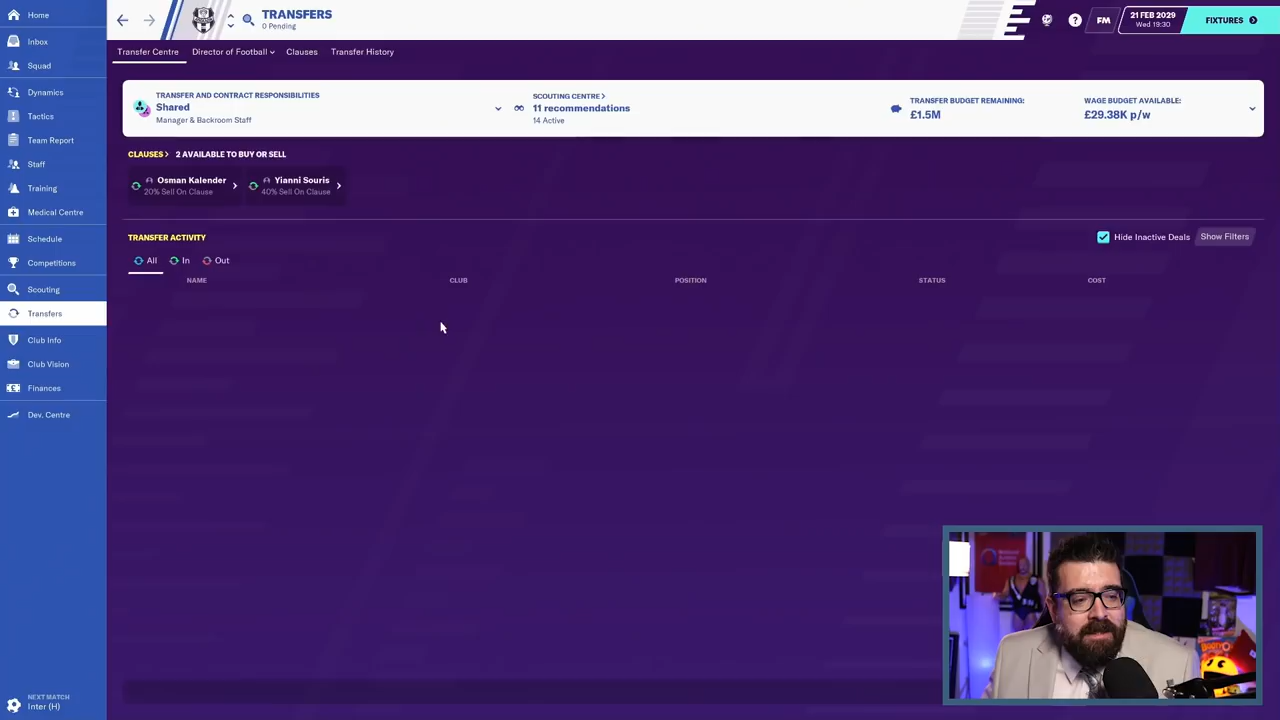 Home
Inbox
Squad
Dynamics
Tactics
Team Report
Staff
Training
Medical Centre
Schedule
Competitions
Scouting
Transfers
Club Info
Club Vision
Finances
Dev. Centre
NEXT MATCH
Inter (H)
TRANSFERS
0 Pending
FM
21 FEB 2029
Wed 19:30
FIXTURES
Transfer Centre
Director of Football
Clauses
Transfer History
TRANSFER AND CONTRACT RESPONSIBILITIES
Shared
Manager & Backroom Staff
SCOUTING CENTRE
11 recommendations
14 Active
TRANSFER BUDGET REMAINING:
£1.5M
WAGE BUDGET AVAILABLE:
£29.38K p/w
CLAUSES 2 AVAILABLE TO BUY OR SELL
Osman Kalender
20% Sell On Clause
Yianni Souris
40% Sell On Clause
TRANSFER ACTIVITY
Hide Inactive Deals
Show Filters
All
In
Out
NAME CLUB POSITION STATUS COST